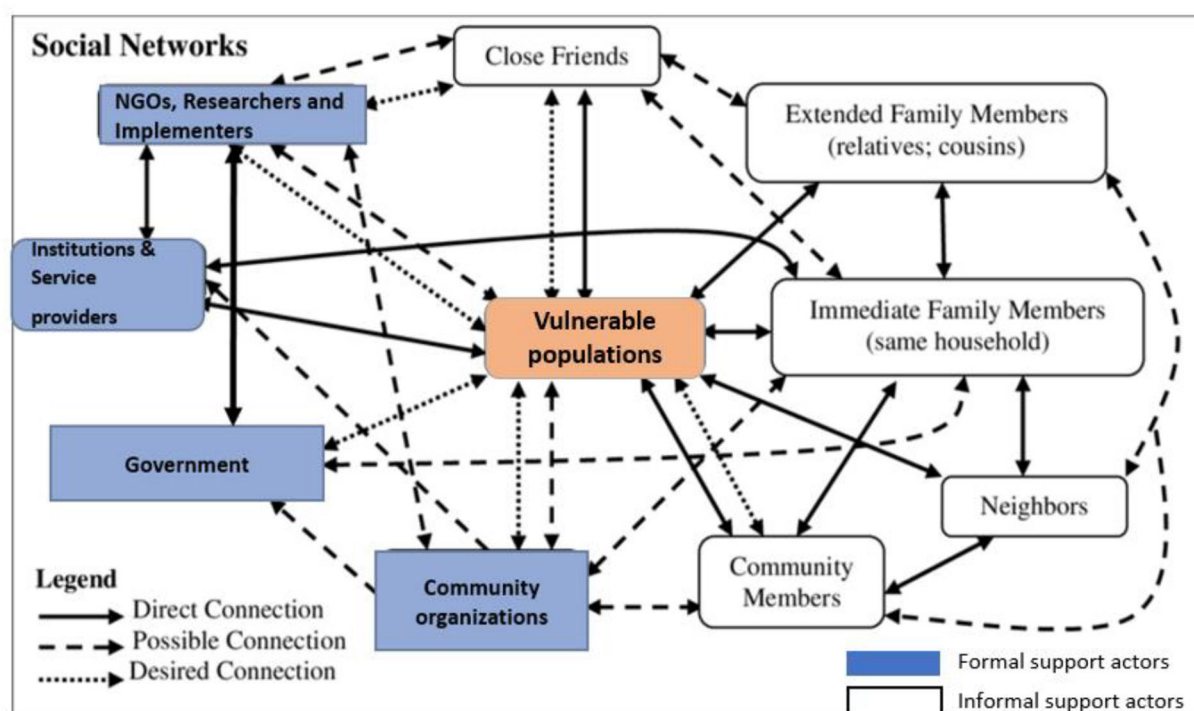 Social Networks
Close Friends
NGOs, Researchers and
Implementers
Extended Family Members
(relatives; cousins)
Institutions &
Service
providers
Vulnerable
populations
Immediate Family Members
(same household)
Government
Neighbors
Community
organizations
Community
Members
Legend
Direct Connection
Possible Connection
Desired Connection
Formal support actors
Informal support actors